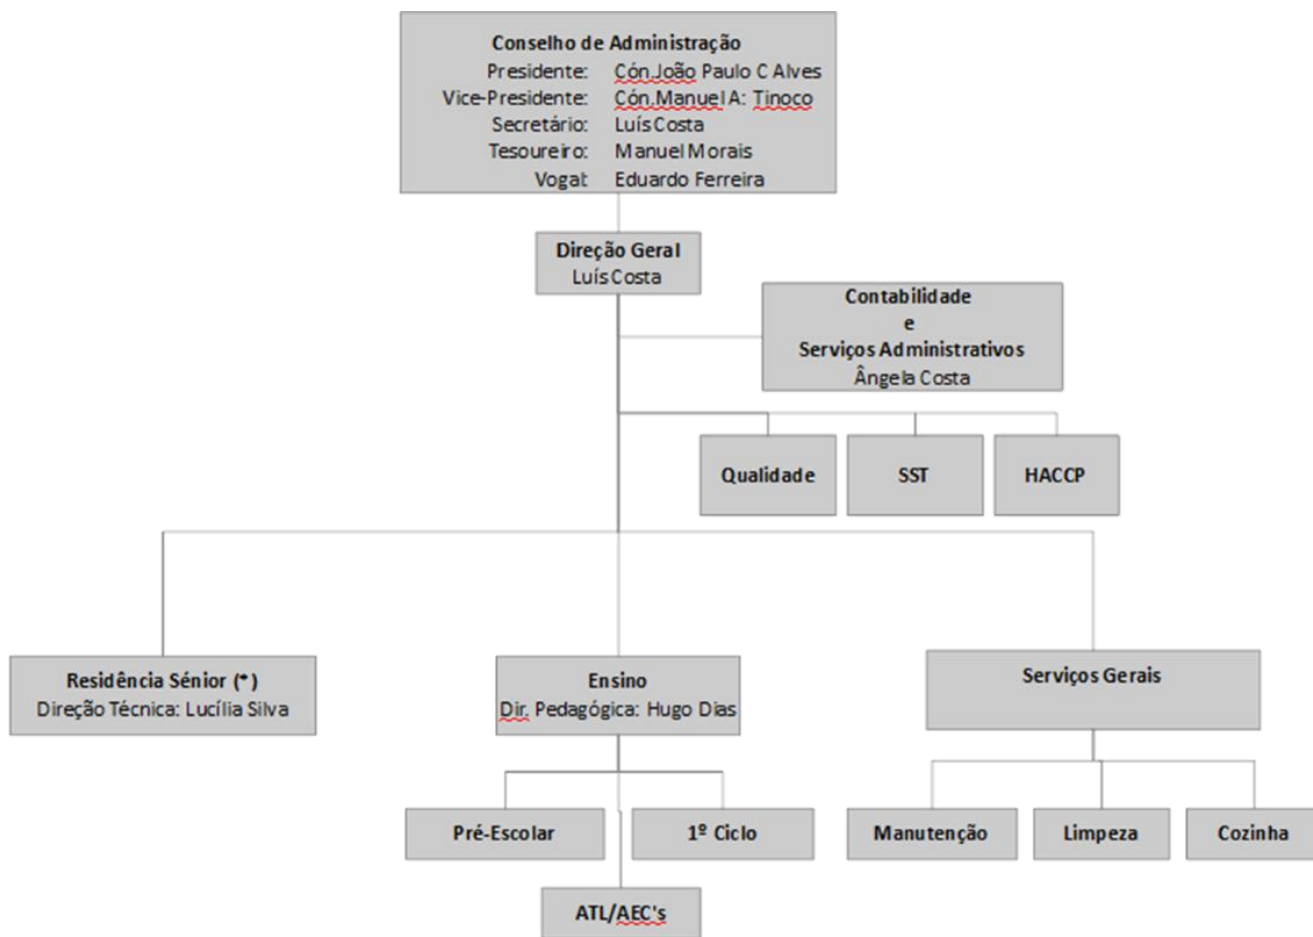 Conselho de Administração
Presidente: Cón.João Paulo C Alves
Vice-Presidente: Cón.Manuel A: Tinoco
Secretário: Luís Costa
Tesoureiro: Manuel Morais
Vogal: Eduardo Ferreira
Direção Geral
Luís Costa
Contabilidade
e
Serviços Administrativos
Ângela Costa
Qualidade
SST
HACCP
Residência Sénior (*)
Direção Técnica: Lucília Silva
Ensino
Dir. Pedagógica: Hugo Dias
Serviços Gerais
Pré-Escolar
1º Ciclo
Manutenção
Limpeza
Cozinha
ATL/AEC's